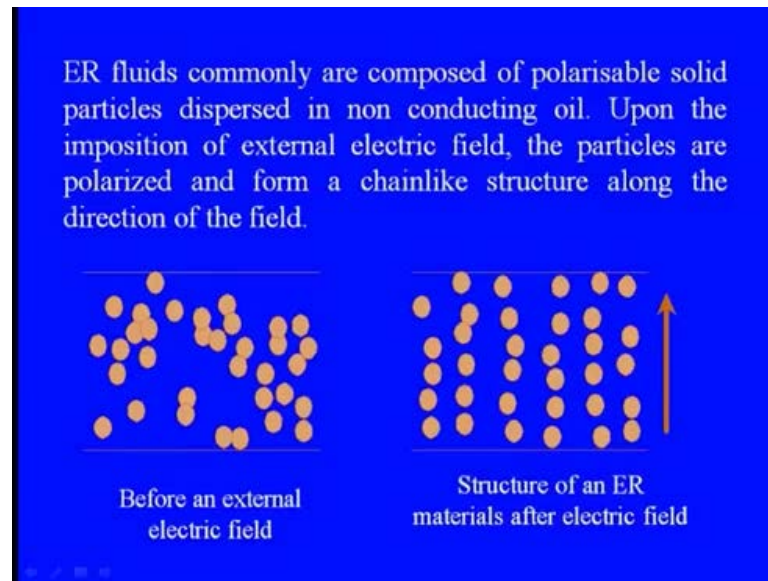 ER fluids commonly are composed of polarisable solid
particles dispersed in non conducting oil. Upon the
imposition of external electric field, the particles are
polarized and form a chainlike structure along the
direction of the field.
Before an external
electric field
Structure of an ER
materials after electric field